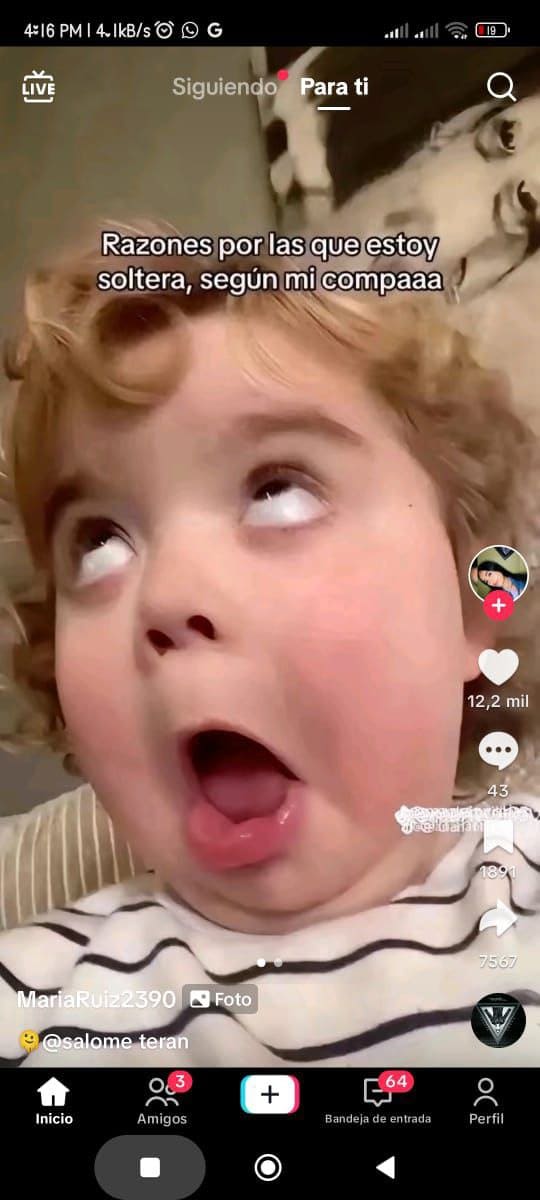 4:16 PM | 4,1kB/s
19
LIVE
Siguiendo
Para ti
Razones por las que estoy
soltera, según mi compaaa
12,2 mil
43
1891
7567
MariaRuiz2390
Foto
@salome teran
3
64
Inicio
Amigos
Bandeja de entrada
Perfil